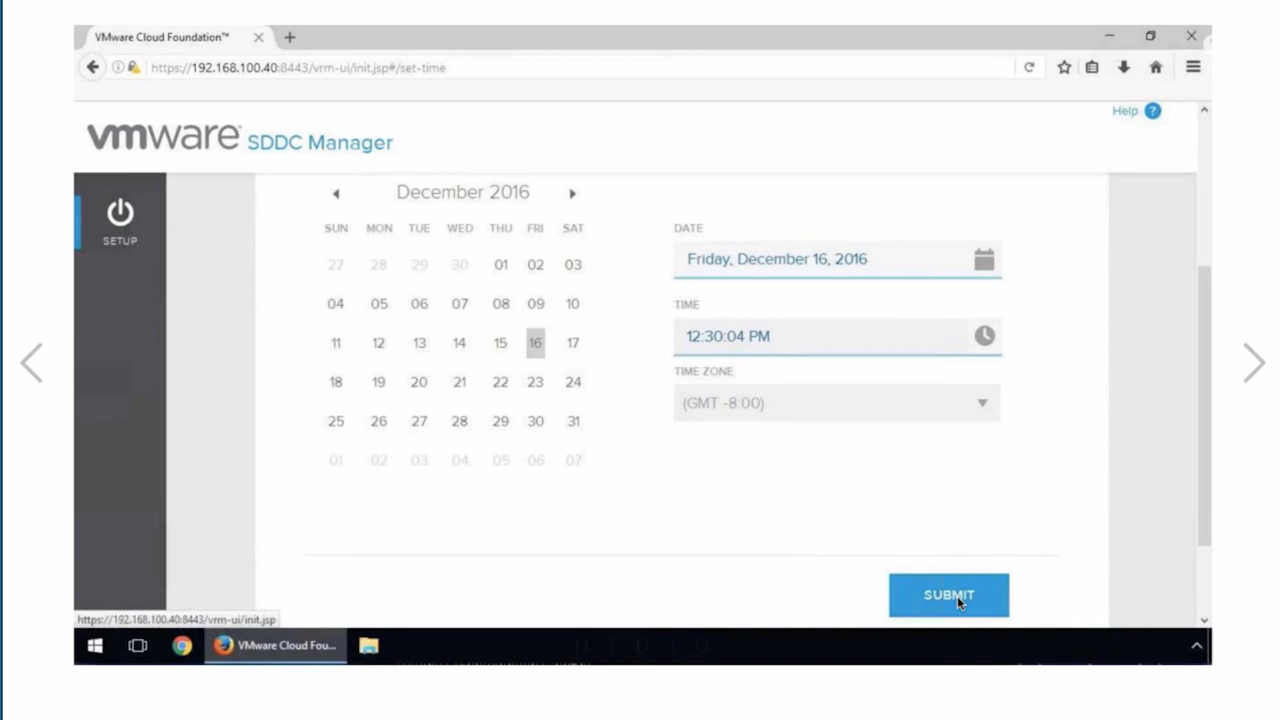 VMware Cloud Foundation™
https://192.168.100.40:8443/vrm-ui/init.jsp#/set-time
Help ?
vmware SDDC Manager
SETUP
December 2016
SUN MON TUE WED THU FRI SAT
27 28 29 30 01 02 03
04 05 06 07 08 09 10
11 12 13 14 15 16 17
18 19 20 21 22 23 24
25 26 27 28 29 30 31
01 02 03 04 05 06 07
DATE
Friday, December 16, 2016
TIME
12:30:04 PM
TIME ZONE
(GMT -8:00)
SUBMIT
https://192.168.100.40:8443/vrm-ui/init.jsp
VMware Cloud Fou...